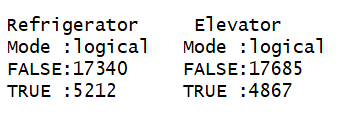 Refrigerator Elevator
Mode :logical Mode :logical
FALSE:17340 FALSE:17685
TRUE :5212 TRUE :4867